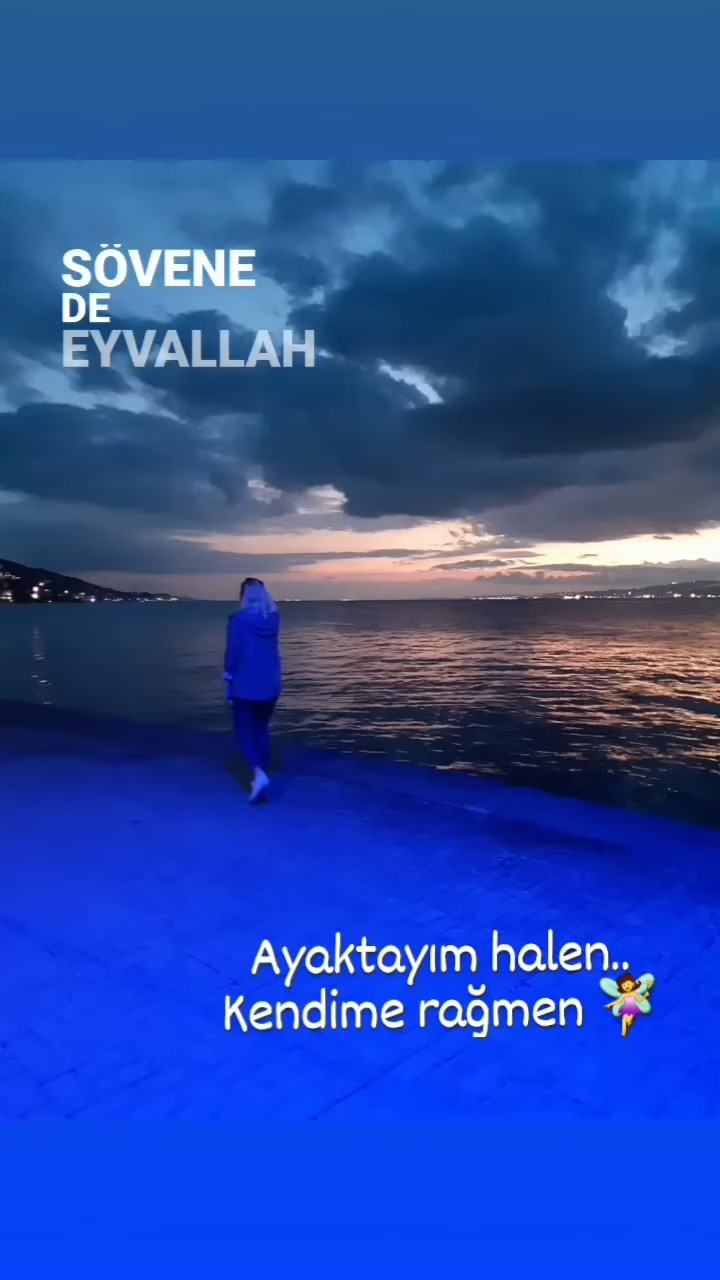 SÖVENE
DE
EYVALLAH
Ayaktayım halen..
Kendime rağmen 🧚‍♀️